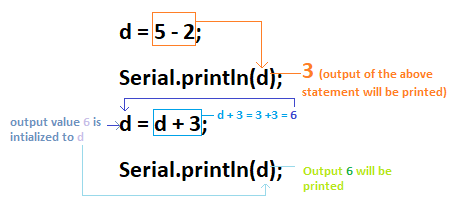 d = 5 - 2;
Serial.println(d); 3 (output of the above
statement will be printed)
output value 6 is
intialized to d
d = d + 3; d + 3 = 3 +3 = 6
Serial.println(d); Output 6 will be
printed